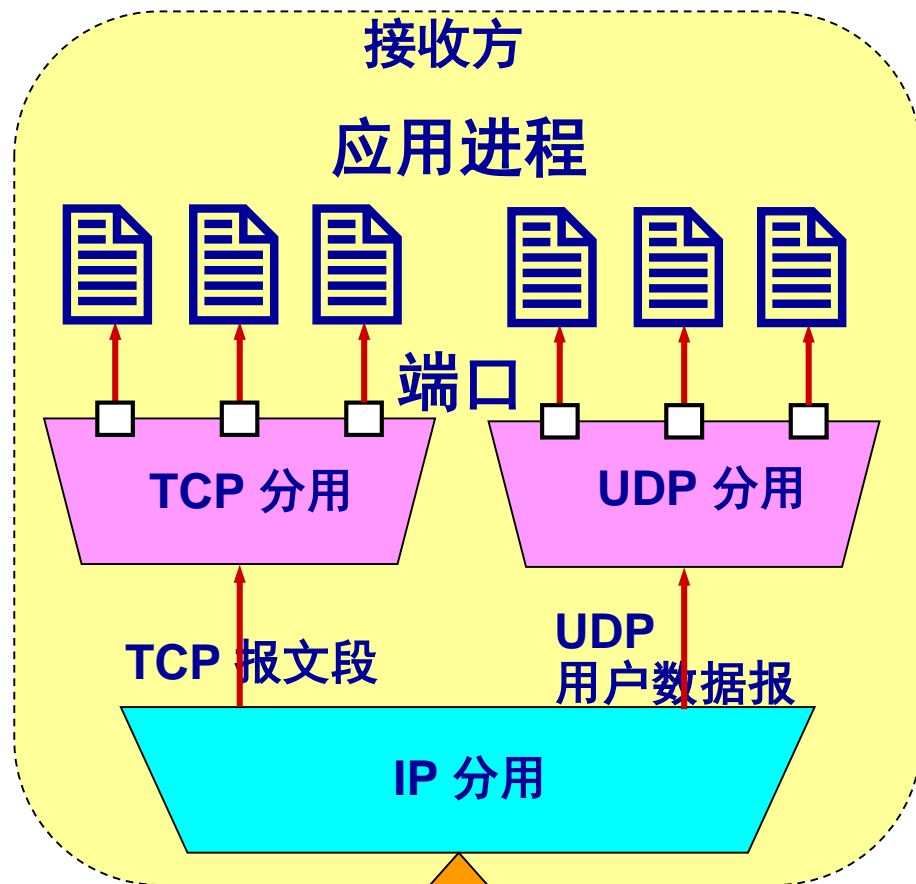 接收方
应用进程
端口
TCP 分用
UDP 分用
TCP 报文段
UDP
用户数据报
IP 分用